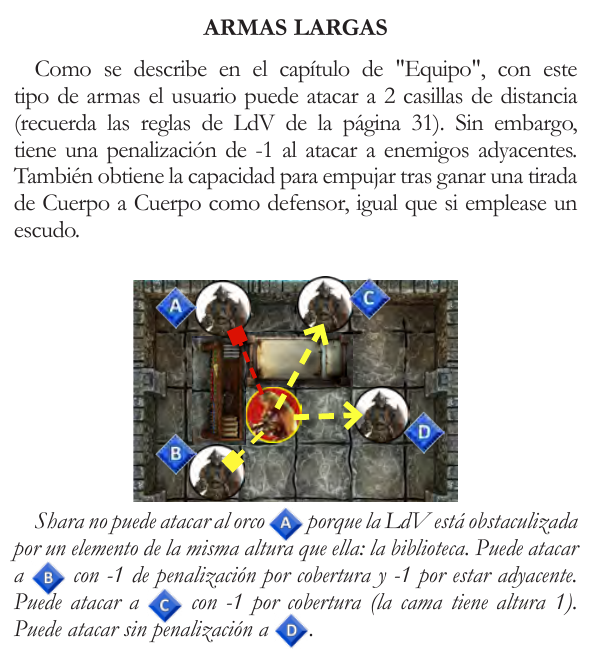 ARMAS LARGAS
Como se describe en el capítulo de "Equipo", con este
tipo de armas el usuario puede atacar a 2 casillas de distancia
(recuerda las reglas de LdV de la página 31). Sin embargo,
tiene una penalización de -1 al atacar a enemigos adyacentes.
También obtiene la capacidad para empujar tras ganar una tirada
de Cuerpo a Cuerpo como defensor, igual que si emplease un
escudo.
A
C
D
B
Shara no puede atacar al orco A porque la LdV está obstaculizada
por un elemento de la misma altura que ella: la biblioteca. Puede atacar
a B con -1 de penalización por cobertura y -1 por estar adyacente.
Puede atacar a C con -1 por cobertura (la cama tiene altura 1).
Puede atacar sin penalización a D.